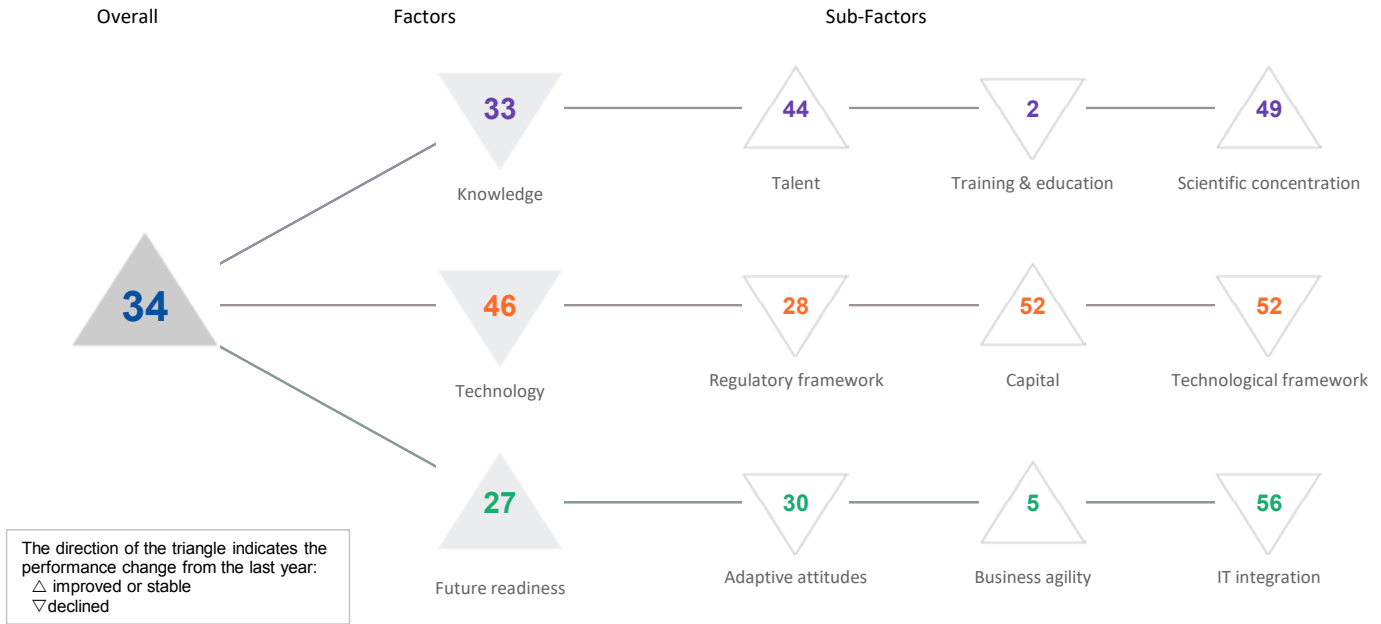 Overall Factors Sub-Factors
33 44 2 49
Knowledge Talent Training & education Scientific concentration
34
46 28 52 52
Technology Regulatory framework Capital Technological framework
27 30 5 56
Future readiness Adaptive attitudes Business agility IT integration
The direction of the triangle indicates the
performance change from the last year:
△ improved or stable
▽declined